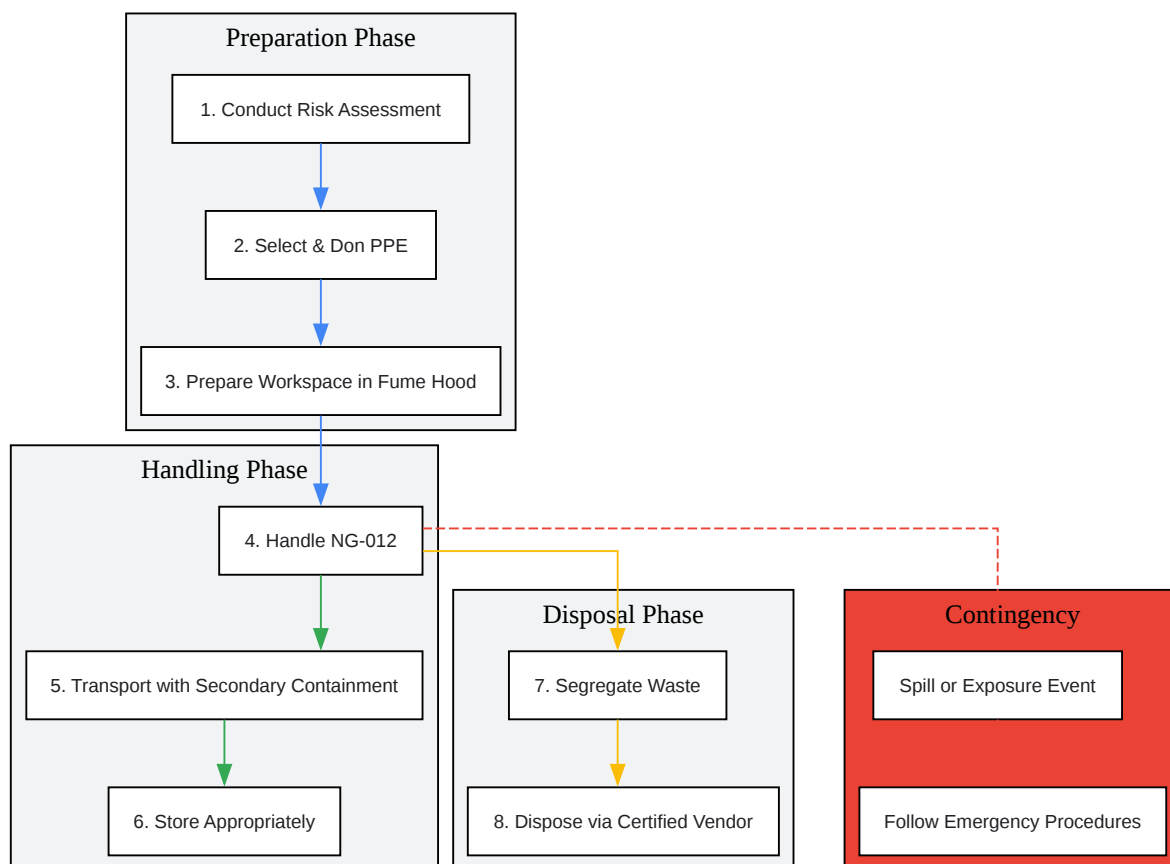 Preparation Phase
1. Conduct Risk Assessment
2. Select & Don PPE
3. Prepare Workspace in Fume Hood
Handling Phase
4. Handle NG-012
5. Transport with Secondary Containment
6. Store Appropriately
Disposal Phase
7. Segregate Waste
8. Dispose via Certified Vendor
Contingency
Spill or Exposure Event
Follow Emergency Procedures